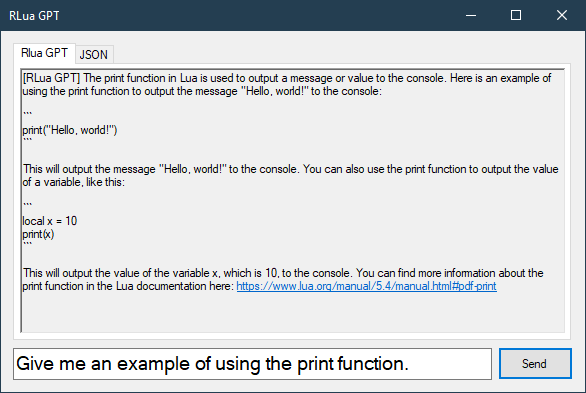 RLua GPT
Rlua GPT
JSON
[RLua GPT] The print function in Lua is used to output a message or value to the console. Here is an example of
using the print function to output the message "Hello, world!" to the console:
```
print("Hello, world!")
```
This will output the message "Hello, world!" to the console. You can also use the print function to output the value
of a variable, like this:
```
local x = 10
print(x)
```
This will output the value of the variable x, which is 10, to the console. You can find more information about the
print function in the Lua documentation here: https://www.lua.org/manual/5.4/manual.html#pdf-print
Give me an example of using the print function.
Send